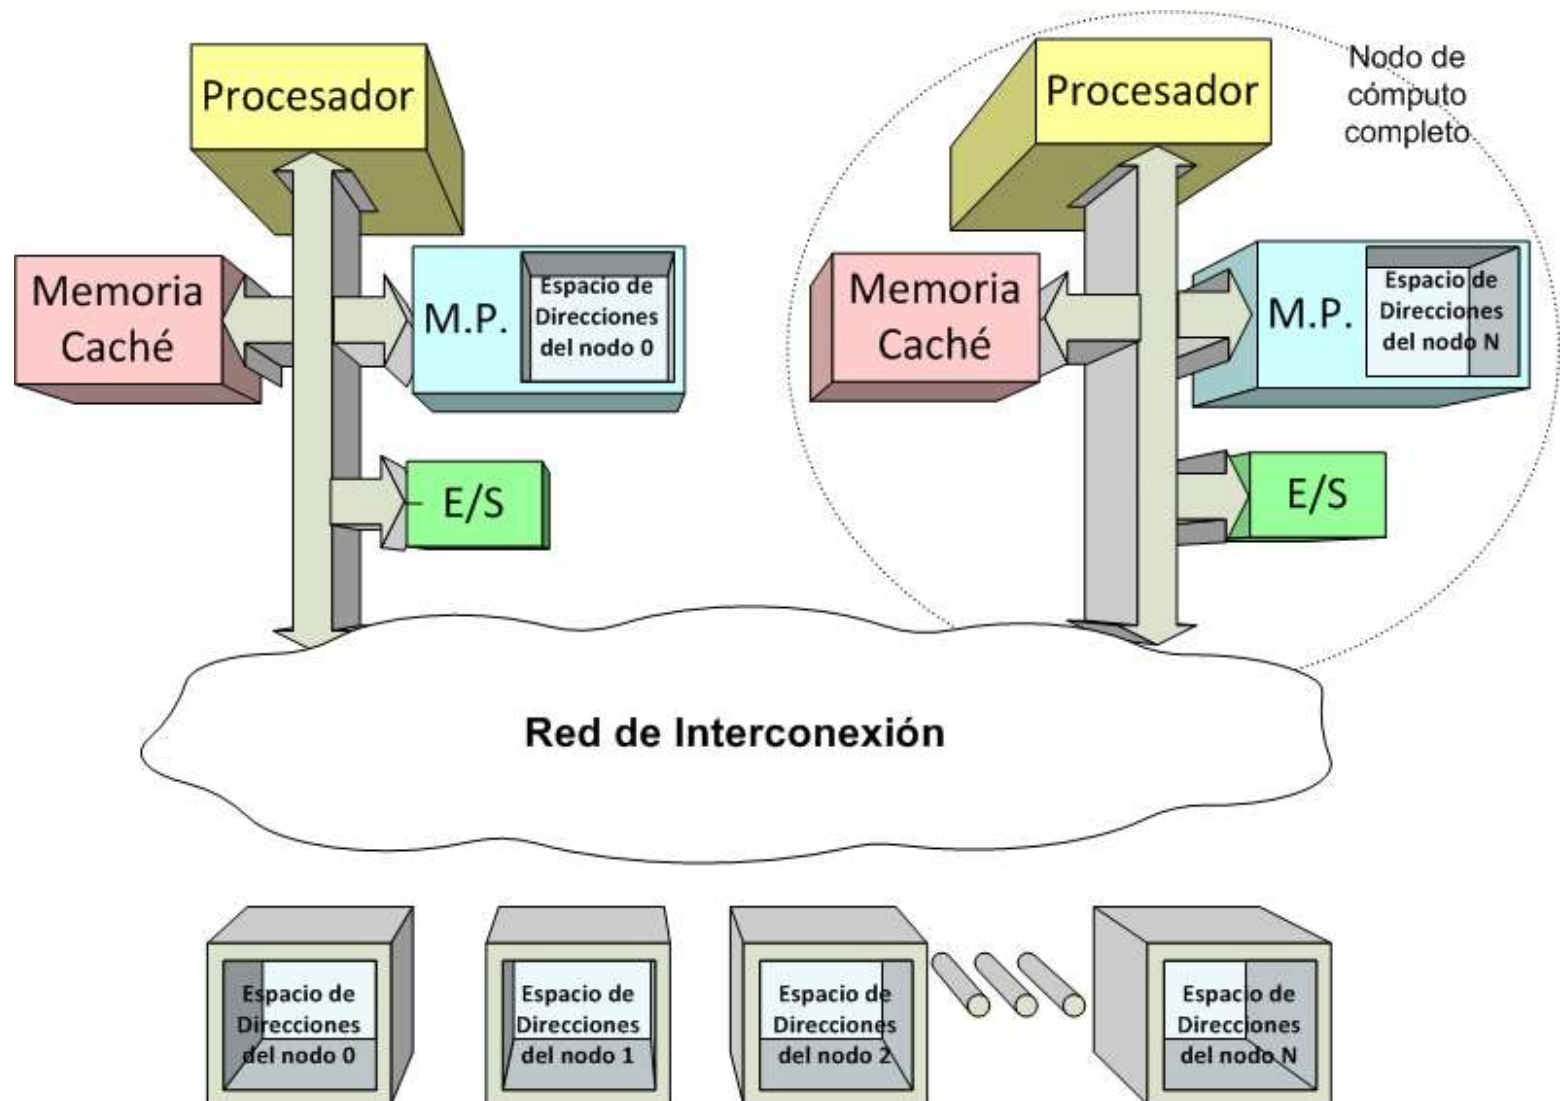 Procesador
Procesador
Nodo de
cómputo
completo
Memoria
Caché
M.P.
Espacio de
Direcciones
del nodo 0
Memoria
Caché
M.P.
Espacio de
Direcciones
del nodo N
E/S
E/S
Red de Interconexión
Espacio de
Direcciones
del nodo 0
Espacio de
Direcciones
del nodo 1
Espacio de
Direcciones
del nodo 2
Espacio de
Direcciones
del nodo N